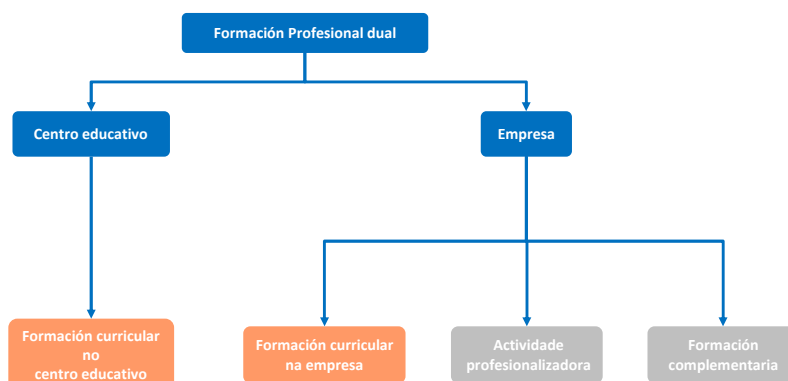 Formación Profesional dual
Centro educativo
Empresa
Formación curricular
no
centro educativo
Formación curricular
na empresa
Actividade
profesionalizadora
Formación
complementaria